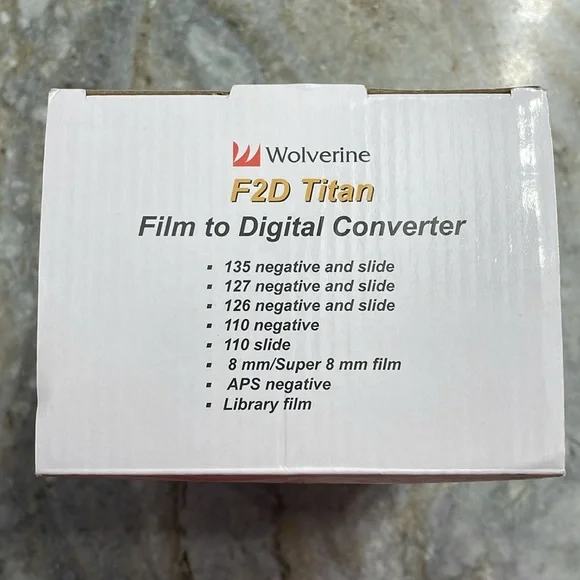 Wolverine
F2D Titan
Film to Digital Converter
▪ 135 negative and slide
▪ 127 negative and slide
▪ 126 negative and slide
▪ 110 negative
▪ 110 slide
▪ 8 mm/Super 8 mm film
▪ APS negative
▪ Library film